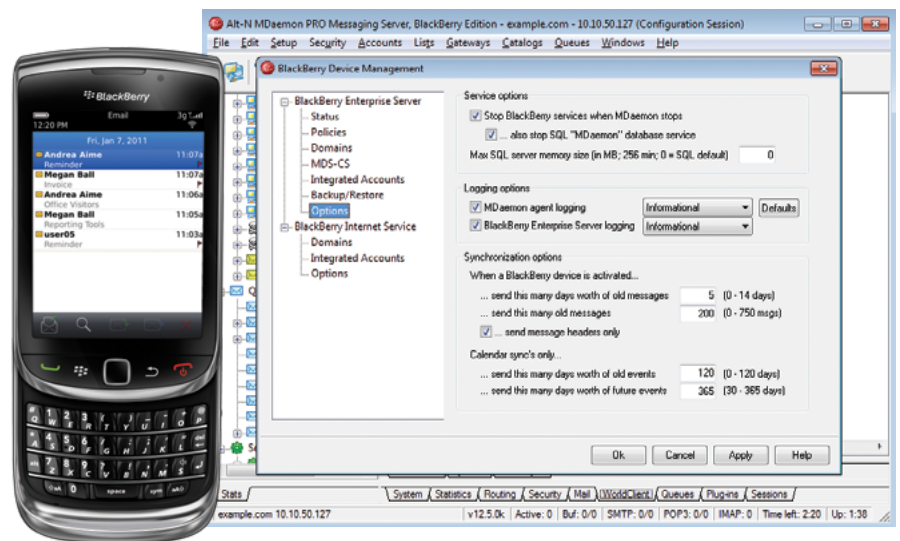 BlackBerry
Email
3g
12:20 PM
Fri, Jan 7, 2011
Andrea Aime 11:07a
Reminder
Megan Ball 11:07a
Invoice
Andrea Aime 11:06a
Office Visitors
Megan Ball 11:05a
Reporting Tools
user05 11:03a
Reminder
Alt-N MDaemon PRO Messaging Server, BlackBerry Edition - example.com - 10.10.50.127 (Configuration Session)
File Edit Setup Security Accounts Lists Gateways Catalogs Queues Windows Help
BlackBerry Device Management
BlackBerry Enterprise Server
Status
Policies
Domains
MDS-CS
Integrated Accounts
Backup/Restore
Options
BlackBerry Internet Service
Domains
Integrated Accounts
Options
Service options
Stop BlackBerry services when MDaemon stops
... also stop SQL "MDaemon" database service
Max SQL server memory size (in MB; 256 min; 0 = SQL default) 0
Logging options
MDaemon agent logging Informational Defaults
BlackBerry Enterprise Server logging Informational
Synchronization options
When a BlackBerry device is activated...
... send this many days worth of old messages 5 (0 - 14 days)
... send this many old messages 200 (0 - 750 msgs)
... send message headers only
Calendar sync's only...
... send this many days worth of old events 120 (0 - 120 days)
... send this many days worth of future events 365 (30 - 365 days)
Ok Cancel Apply Help
Stats
System Statistics Routing Security Mail WorldClient Queues Plug-ins Sessions
example.com 10.10.50.127 v12.5.0k Active: 0 Buf: 0/0 SMTP: 0/0 POP3: 0/0 IMAP: 0 Time left: 2:20 Up: 1:38